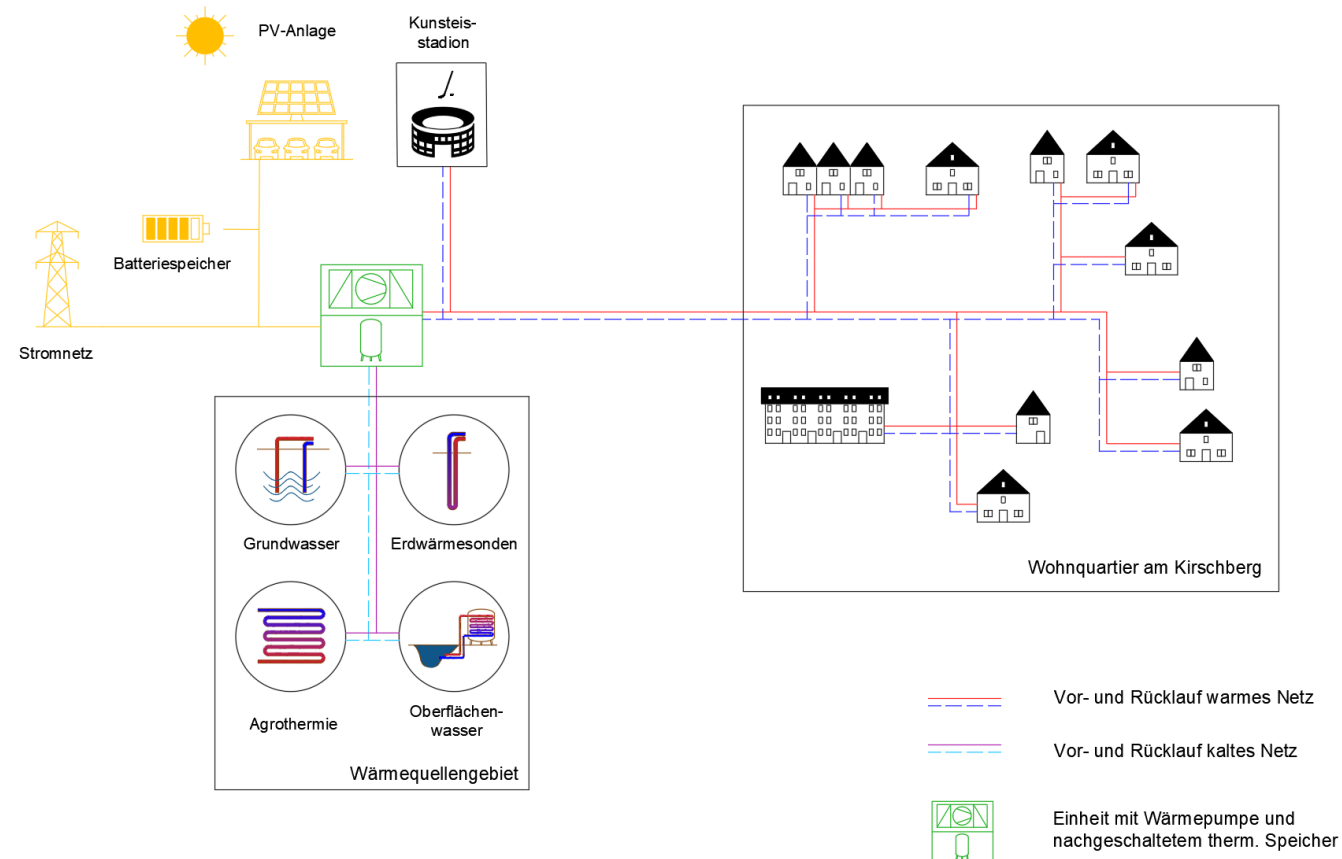 PV-Anlage
Kunsteis-
stadion
Batteriespeicher
Stromnetz
Grundwasser
Erdwärmesonden
Agrothermie
Oberflächen-
wasser
Wärmequellengebiet
Wohnquartier am Kirschberg
Vor- und Rücklauf warmes Netz
Vor- und Rücklauf kaltes Netz
Einheit mit Wärmepumpe und
nachgeschaltetem therm. Speicher